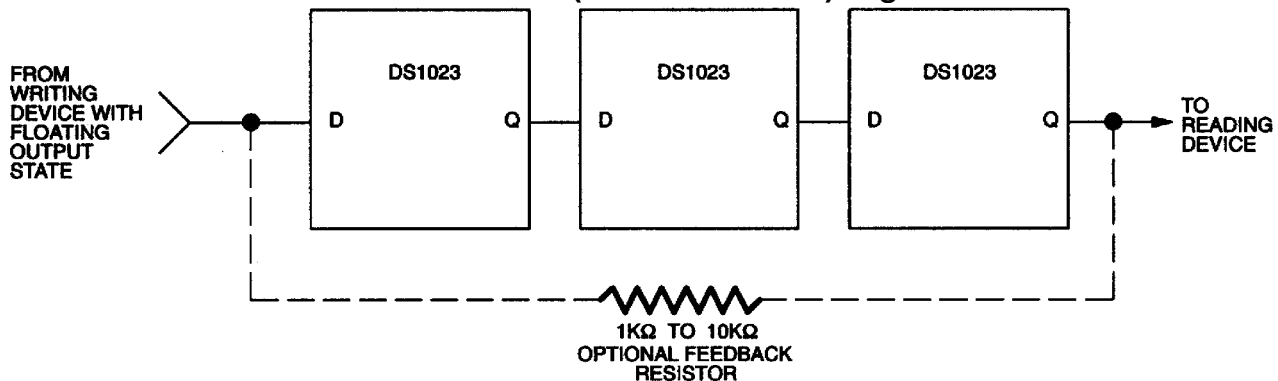 DS1023
DS1023
DS1023
FROM
WRITING
DEVICE WITH
FLOATING
OUTPUT
STATE
D
Q
D
Q
D
Q
TO
READING
DEVICE
1KΩ TO 10KΩ
OPTIONAL FEEDBACK
RESISTOR